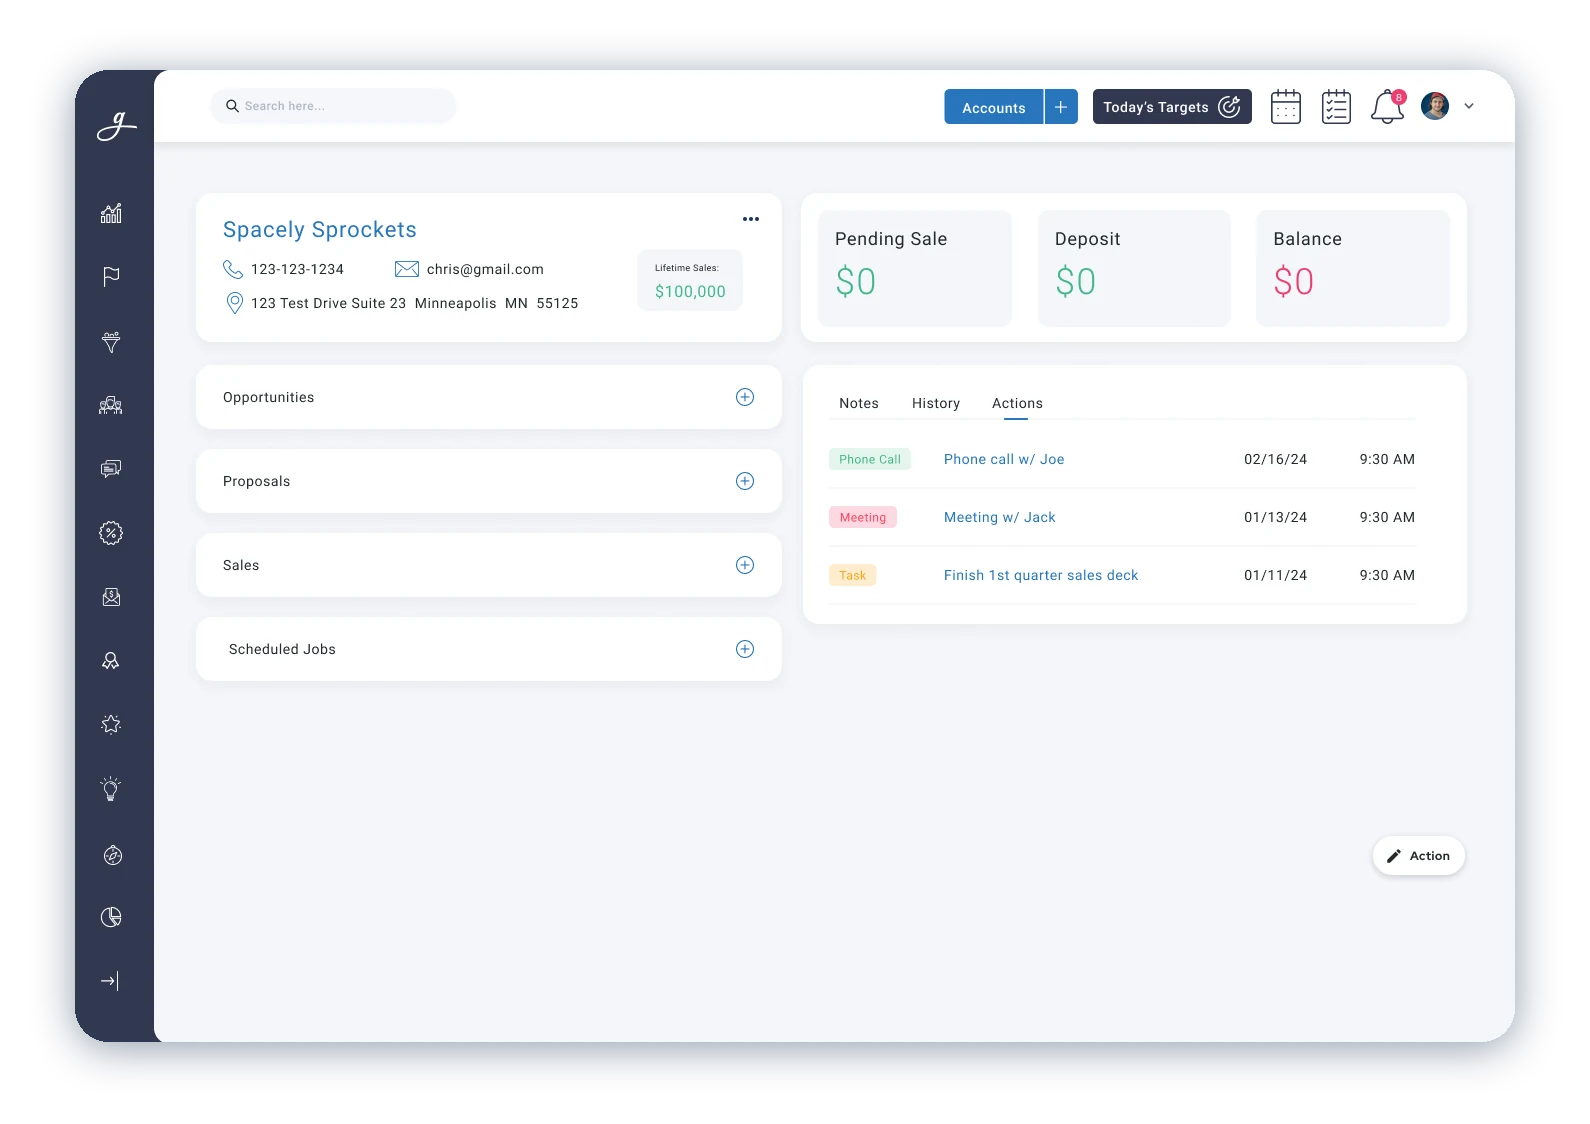 g
Search here...
Accounts
Today's Targets
8
Spacely Sprockets
123-123-1234
chris@gmail.com
123 Test Drive Suite 23 Minneapolis MN 55125
Lifetime Sales:
$100,000
Pending Sale
$0
Deposit
$0
Balance
$0
Opportunities
Proposals
Sales
Scheduled Jobs
Notes History Actions
Phone Call Phone call w/ Joe 02/16/24 9:30 AM
Meeting Meeting w/ Jack 01/13/24 9:30 AM
Task Finish 1st quarter sales deck 01/11/24 9:30 AM
Action